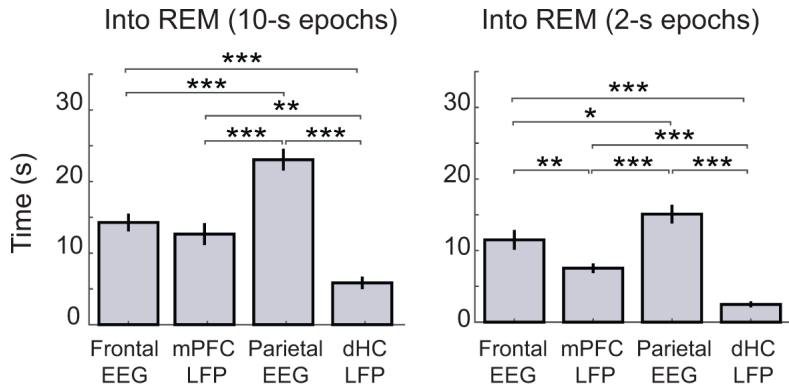 Into REM (10-s epochs)
Into REM (2-s epochs)
Time (s)
30
20
10
0
***
***
**
***
***
Frontal EEG
mPFC LFP
Parietal EEG
dHC LFP
30
20
10
0
***
*
***
**
***
***
Frontal EEG
mPFC LFP
Parietal EEG
dHC LFP